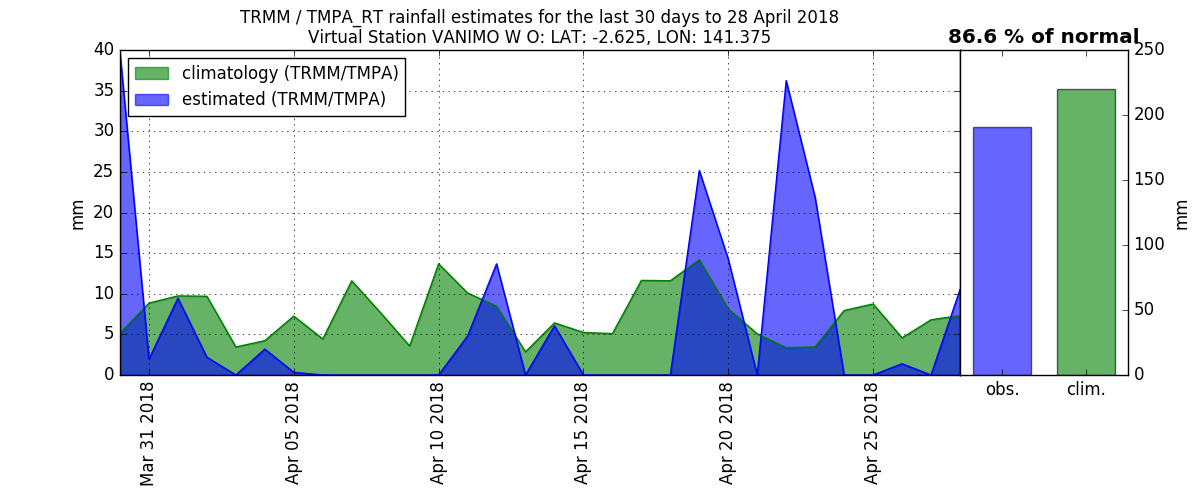 TRMM / TMPA_RT rainfall estimates for the last 30 days to 28 April 2018
Virtual Station VANIMO W O: LAT: -2.625, LON: 141.375
86.6 % of normal
climatology (TRMM/TMPA)
estimated (TRMM/TMPA)
40
35
30
25
20
15
10
5
0
mm
Mar 31 2018
Apr 05 2018
Apr 10 2018
Apr 15 2018
Apr 20 2018
Apr 25 2018
obs.
clim.
250
200
150
100
50
0
mm